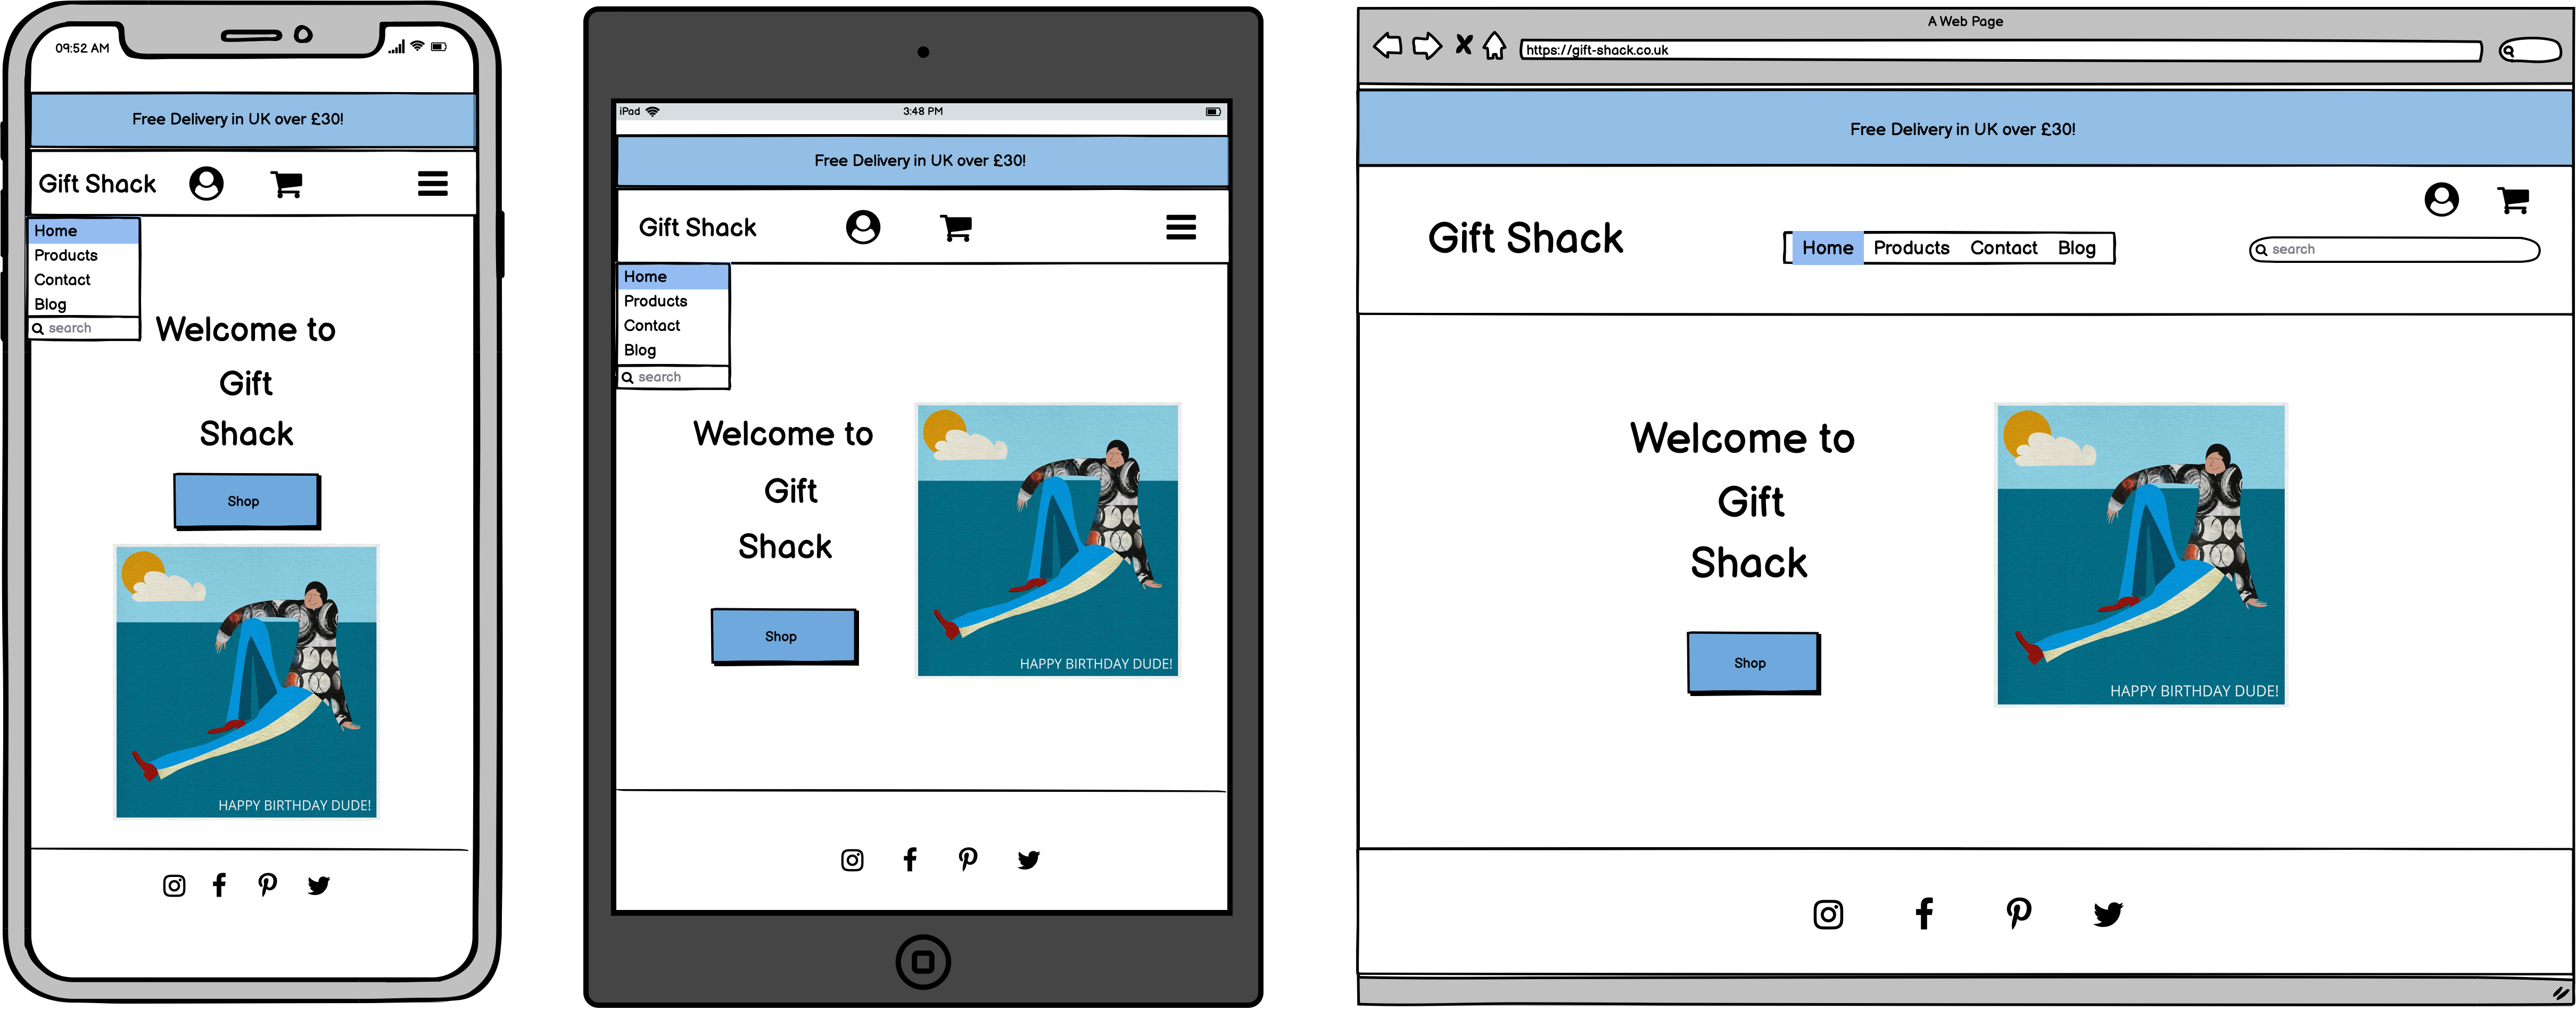 09:52 AM
Free Delivery in UK over £30!
Gift Shack
Home
Products
Contact
Blog
search
Welcome to
Gift
Shack
Shop
HAPPY BIRTHDAY DUDE!
iPad
3:48 PM
Free Delivery in UK over £30!
Gift Shack
Home
Products
Contact
Blog
search
Welcome to
Gift
Shack
Shop
HAPPY BIRTHDAY DUDE!
A Web Page
https://gift-shack.co.uk
Free Delivery in UK over £30!
Gift Shack
Home Products Contact Blog
search
Welcome to
Gift
Shack
Shop
HAPPY BIRTHDAY DUDE!